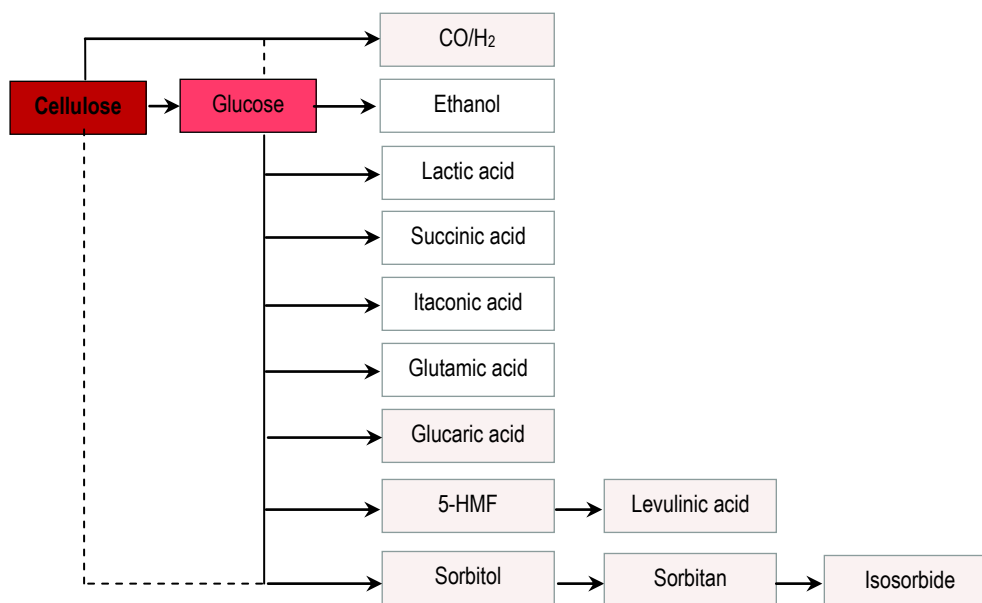 CO/H₂
Cellulose
Glucose
Ethanol
Lactic acid
Succinic acid
Itaconic acid
Glutamic acid
Glucaric acid
5-HMF
Levulinic acid
Sorbitol
Sorbitan
Isosorbide